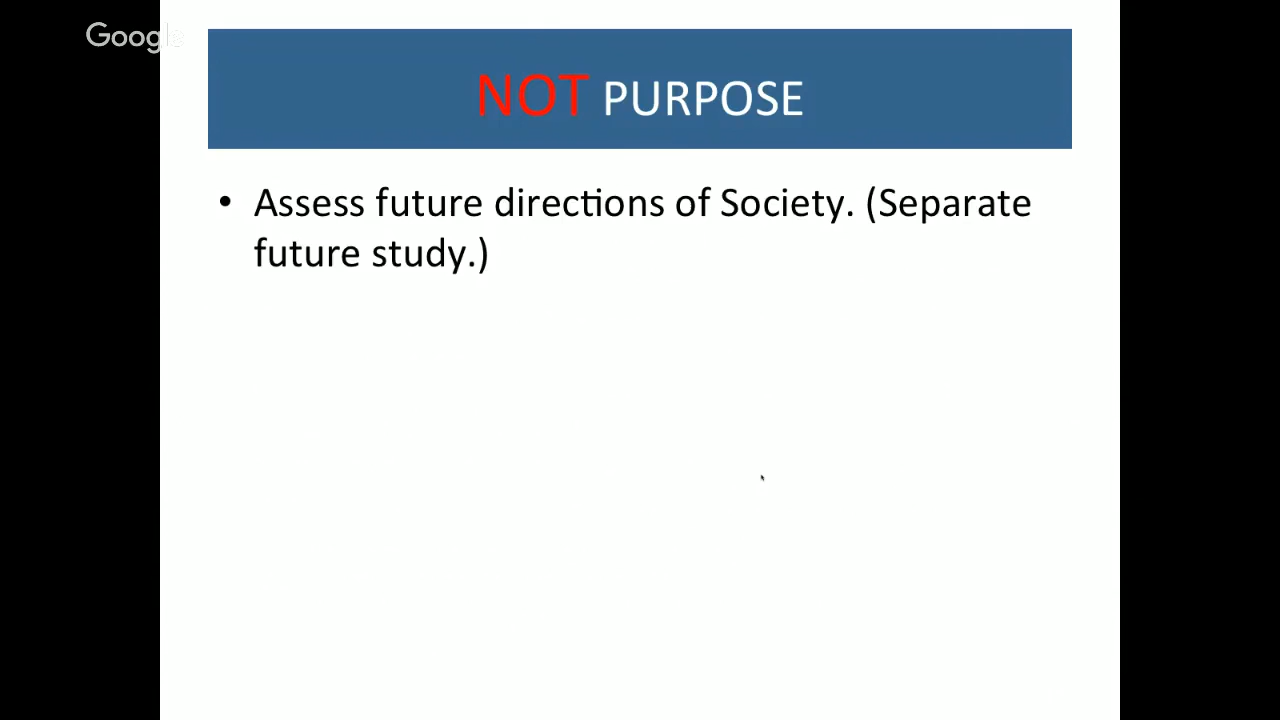 Google
NOT PURPOSE
• Assess future directions of Society. (Separate
future study.)